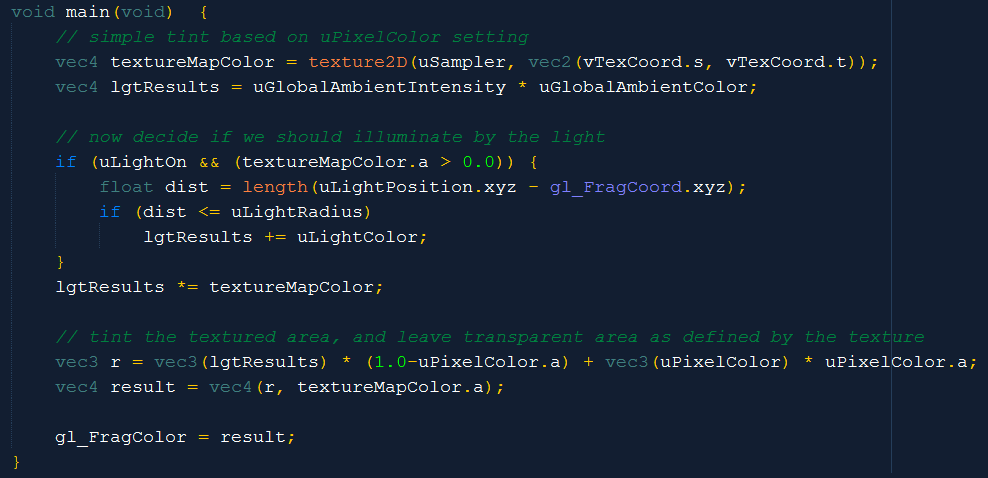 void main(void)  {
    // simple tint based on uPixelColor setting
    vec4 textureMapColor = texture2D(uSampler, vec2(vTexCoord.s, vTexCoord.t));
    vec4 lgtResults = uGlobalAmbientIntensity * uGlobalAmbientColor;

    // now decide if we should illuminate by the light
    if (uLightOn && (textureMapColor.a > 0.0)) {
        float dist = length(uLightPosition.xyz - gl_FragCoord.xyz);
        if (dist <= uLightRadius)
            lgtResults += uLightColor;
    }
    lgtResults *= textureMapColor;

    // tint the textured area, and leave transparent area as defined by the texture
    vec3 r = vec3(lgtResults) * (1.0-uPixelColor.a) + vec3(uPixelColor) * uPixelColor.a;
    vec4 result = vec4(r, textureMapColor.a);

    gl_FragColor = result;
}